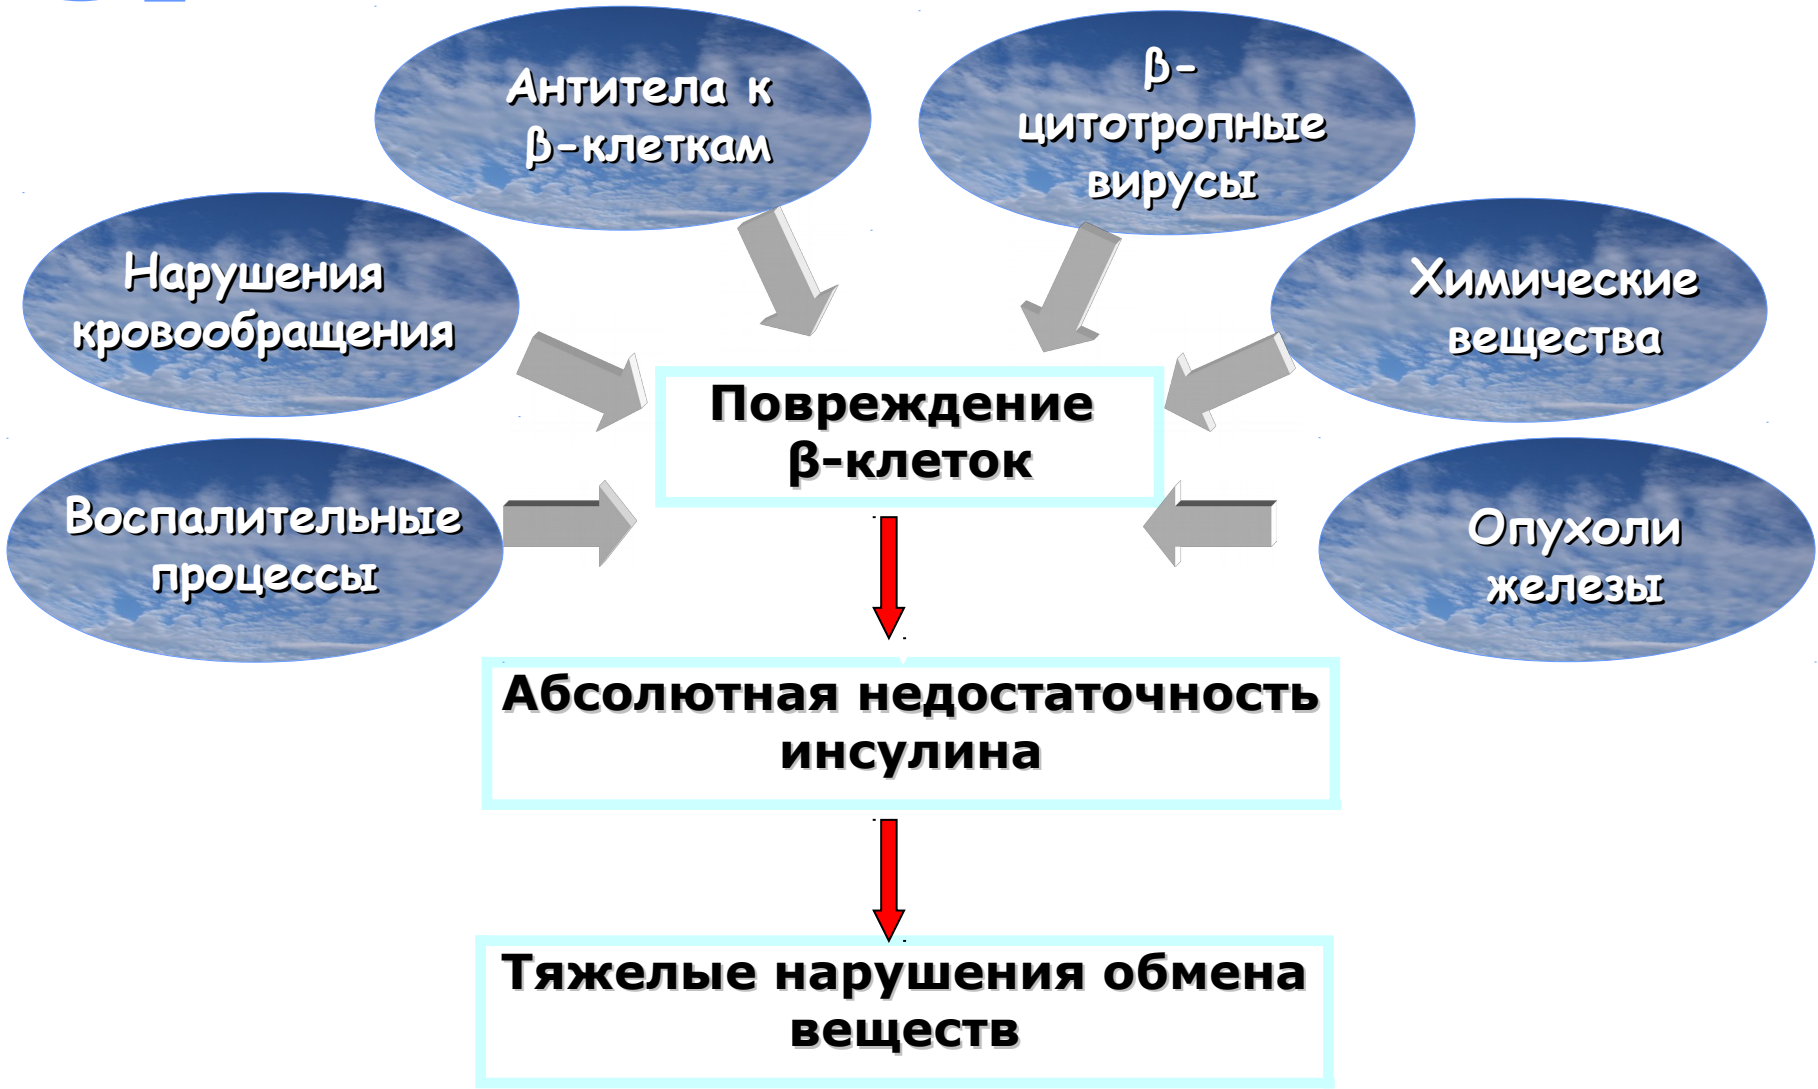 Антитела к
β-клеткам
β-
цитотропные
вирусы
Нарушения
кровообращения
Химические
вещества
Повреждение
β-клеток
Воспалительные
процессы
Опухоли
железы
Абсолютная недостаточность
инсулина
Тяжелые нарушения обмена
веществ